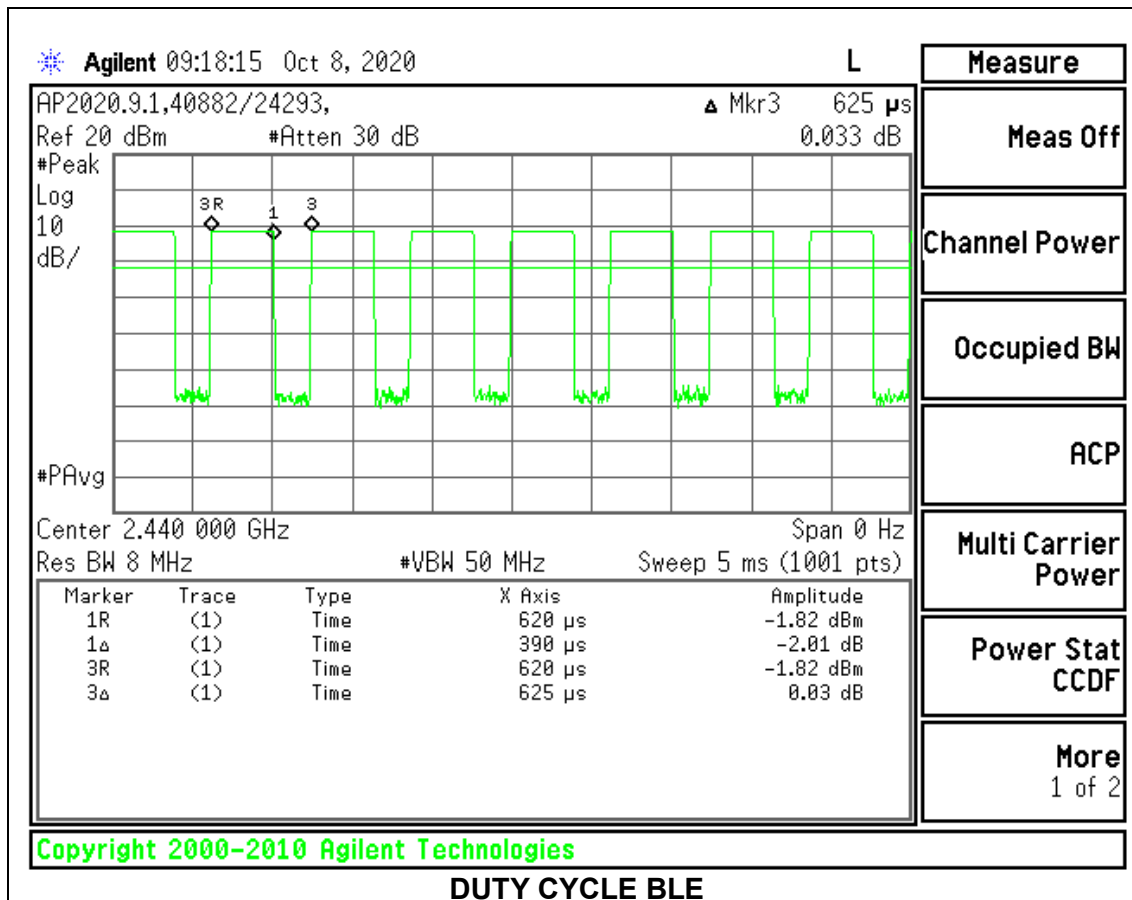 Agilent 09:18:15 Oct 8, 2020 L
AP2020.9.1,40882/24293, Δ Mkr3 625 µs
Ref 20 dBm #Atten 30 dB 0.033 dB
#Peak
Log
10
dB/
3R
1
3
#PAvg
Center 2.440 000 GHz Span 0 Hz
Res BW 8 MHz #VBW 50 MHz Sweep 5 ms (1001 pts)
Marker Trace Type X Axis Amplitude
1R (1) Time 620 µs -1.82 dBm
1Δ (1) Time 390 µs -2.01 dB
3R (1) Time 620 µs -1.82 dBm
3Δ (1) Time 625 µs 0.03 dB
Measure
Meas Off
Channel Power
Occupied BW
ACP
Multi Carrier
Power
Power Stat
CCDF
More
1 of 2
Copyright 2000-2010 Agilent Technologies
DUTY CYCLE BLE